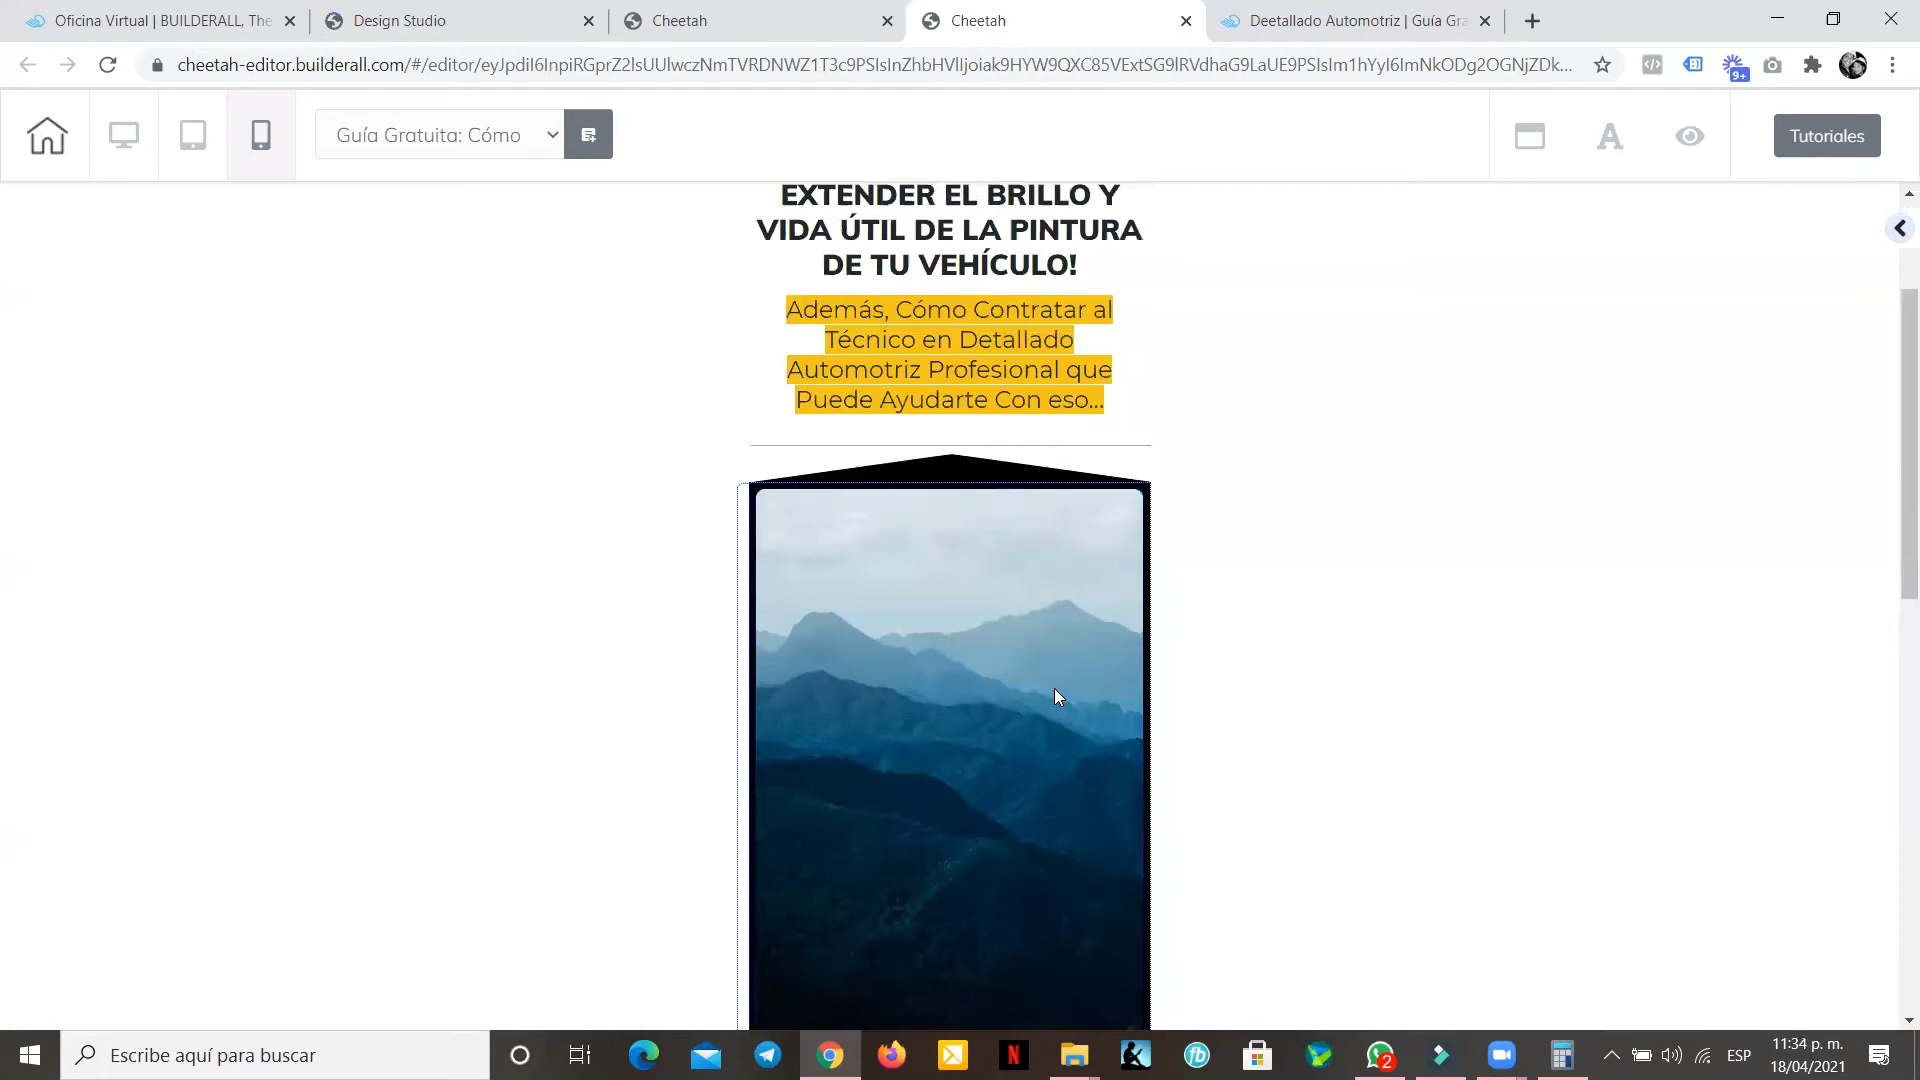 Oficina Virtual | BUILDERALL, The
Design Studio
Cheetah
Cheetah
Deetallado Automotriz | Guía Gra
cheetah-editor.builderall.com/#/editor/
Guía Gratuita: Cómo
Tutoriales
EXTENDER EL BRILLO Y
VIDA ÚTIL DE LA PINTURA
DE TU VEHÍCULO!
Además, Cómo Contratar al
Técnico en Detallado
Automotriz Profesional que
Puede Ayudarte Con eso...
9+
Escribe aquí para buscar
2
ESP
11:34 p. m.
18/04/2021